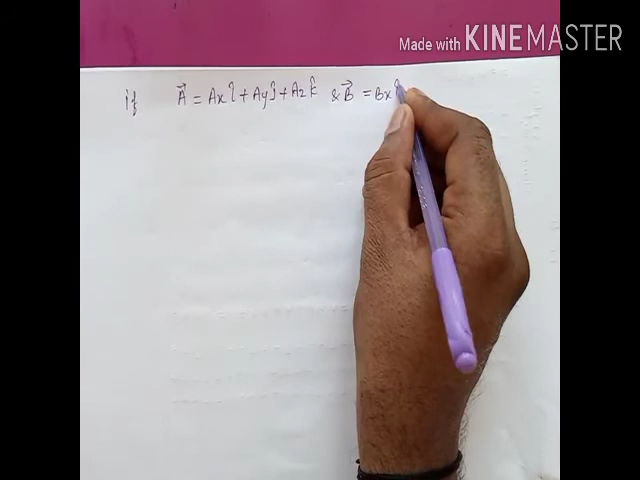 Made with KINEMASTER
if A⃗ = Axî + Ayĵ + Azk̂ & B⃗ = Bxî